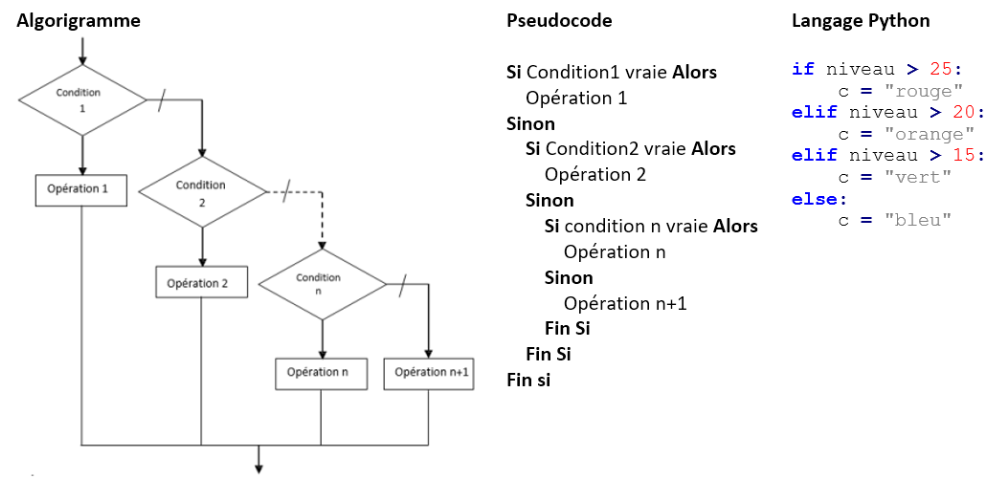 Algorigramme
Condition
1
Opération 1
Condition
2
Opération 2
Condition
n
Opération n
Opération n+1
Pseudocode
Si Condition1 vraie Alors
Opération 1
Sinon
Si Condition2 vraie Alors
Opération 2
Sinon
Si condition n vraie Alors
Opération n
Sinon
Opération n+1
Fin Si
Fin Si
Fin si
Langage Python
if niveau > 25:
    c = "rouge"
elif niveau > 20:
    c = "orange"
elif niveau > 15:
    c = "vert"
else:
    c = "bleu"